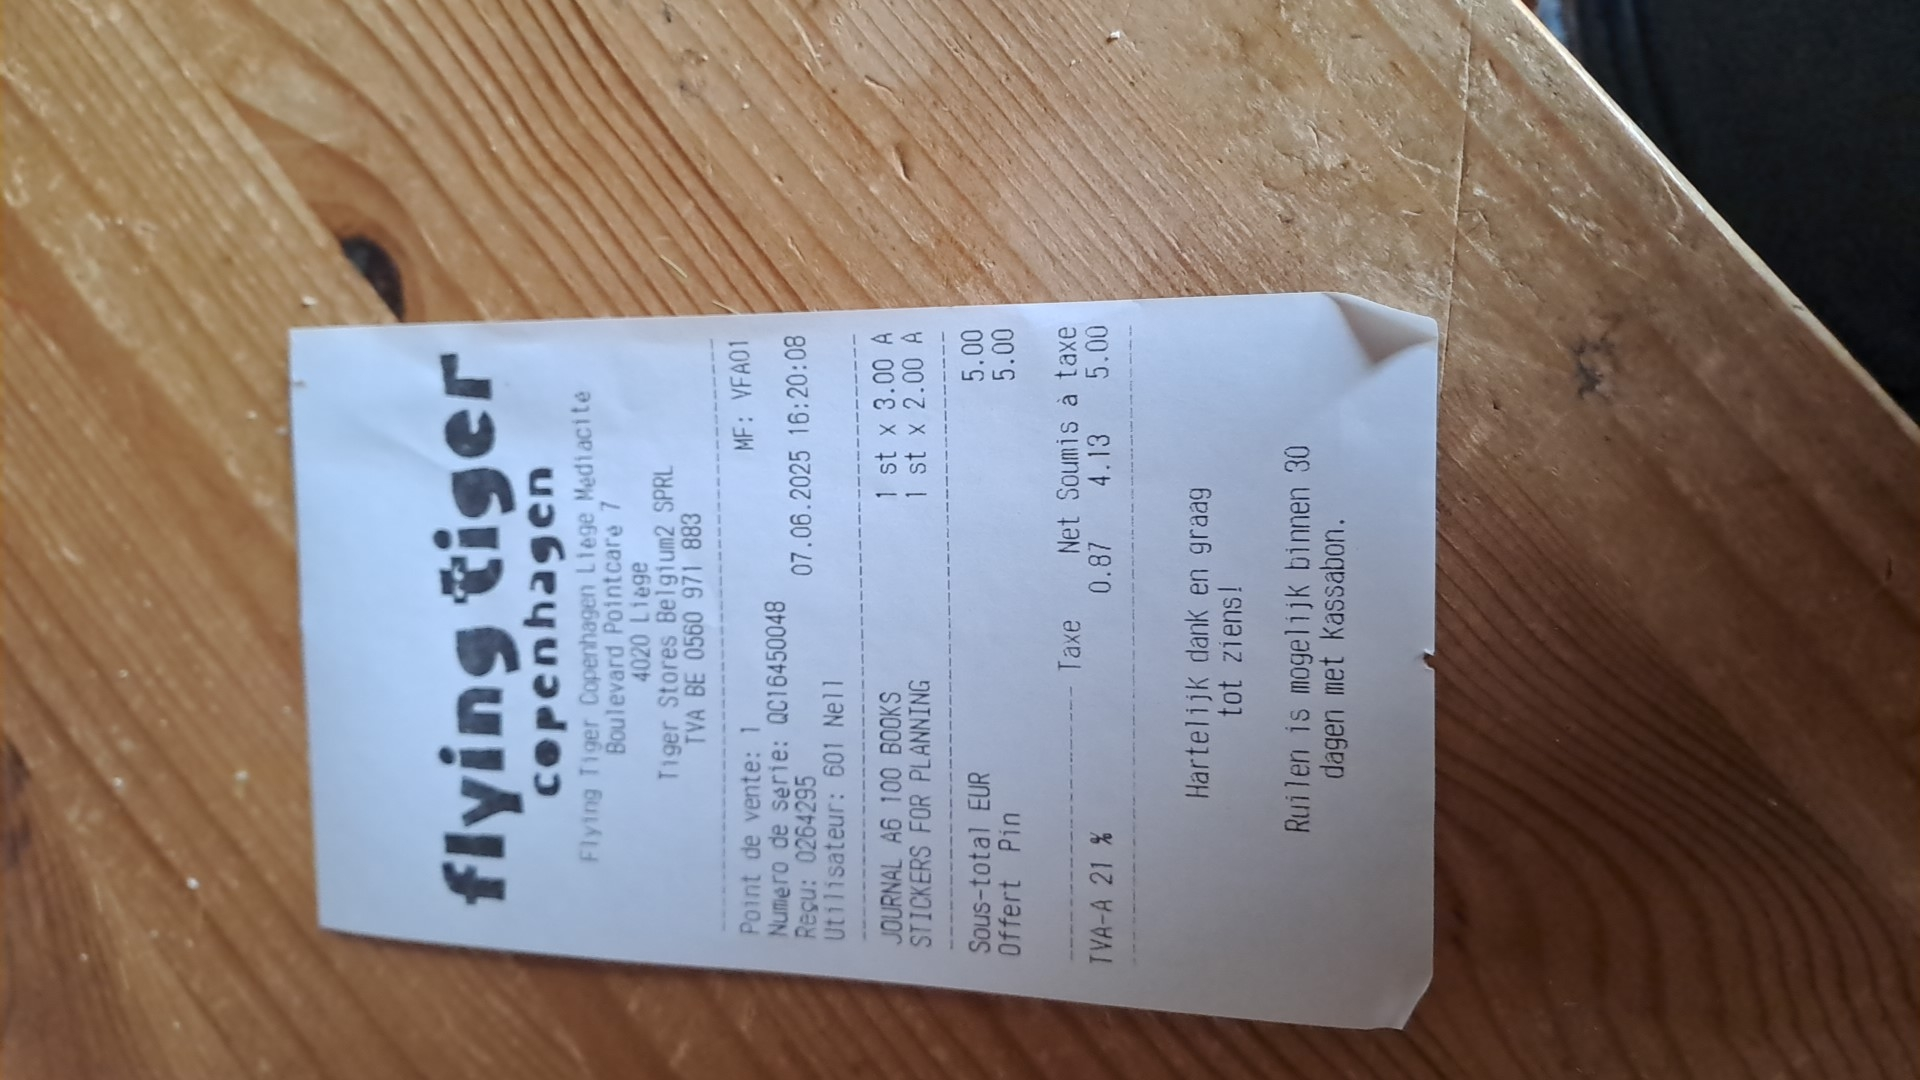 flying tiger
copenhagen
Flying Tiger Copenhagen Liège Médiacité
Boulevard Pointcaré 7
4020 Liège
Tiger Stores Belgium2 SPRL
TVA BE 0560 971 883
Point de vente: 1 MF: VFA01
Numéro de série: QC16450048
Reçu: 0264295 07.06.2025 16:20:08
Utilisateur: 601 Nell
JOURNAL A6 100 BOOKS 1 st x 3.00 A
STICKERS FOR PLANNING 1 st x 2.00 A
Sous-total EUR 5.00
Offert Pin 5.00
Taxe Net Soumis à taxe
TVA-A 21 % 0.87 4.13 5.00
Hartelijk dank en graag
tot ziens!
Ruilen is mogelijk binnen 30
dagen met kassabon.